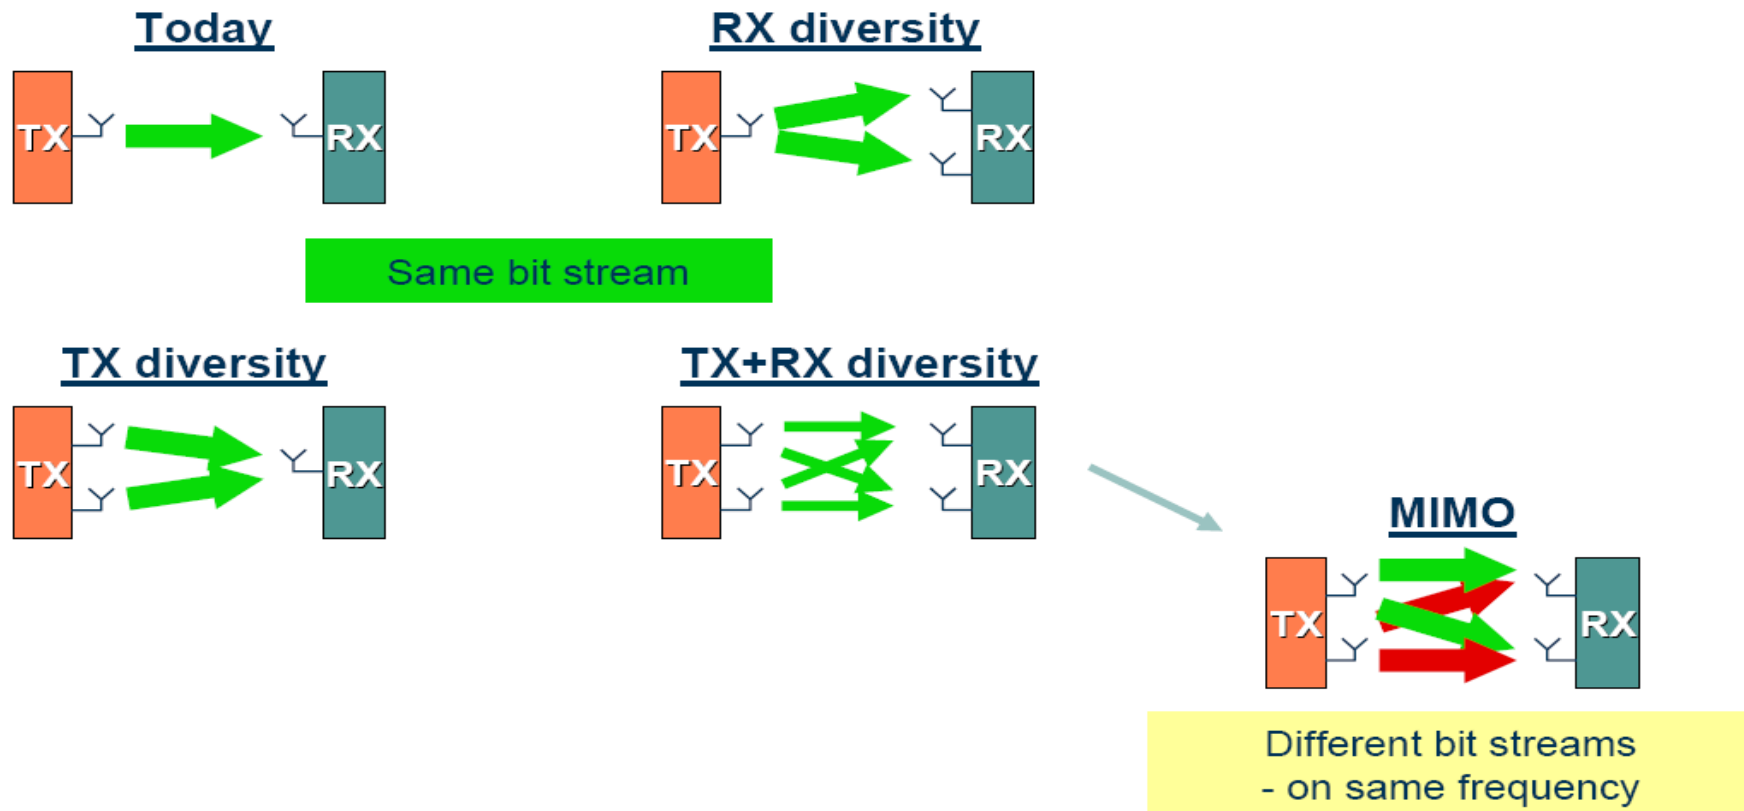 Today
RX diversity
TX
RX
TX
RX
Same bit stream
TX diversity
TX+RX diversity
TX
RX
TX
RX
MIMO
TX
RX
Different bit streams
- on same frequency